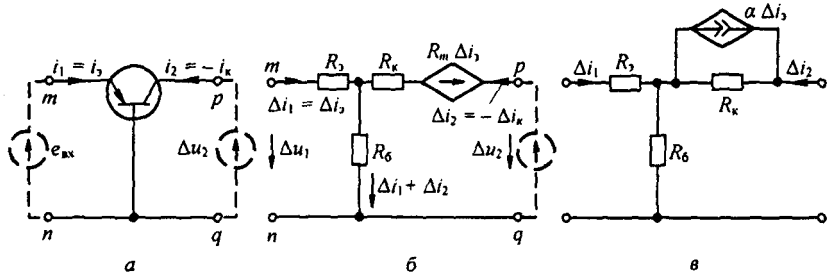 i₁ = iэ i₂ = − iк
m p
eвх
Δu₂
n q
а
Rэ Rк Rm Δiэ
m p
Δi₁ = Δiэ
Δi₂ = − Δiк
Δu₁
Rб
Δu₂
Δi₁ + Δi₂
n q
б
α Δiэ
Δi₁ Rэ Δi₂
Rк
Rб
в